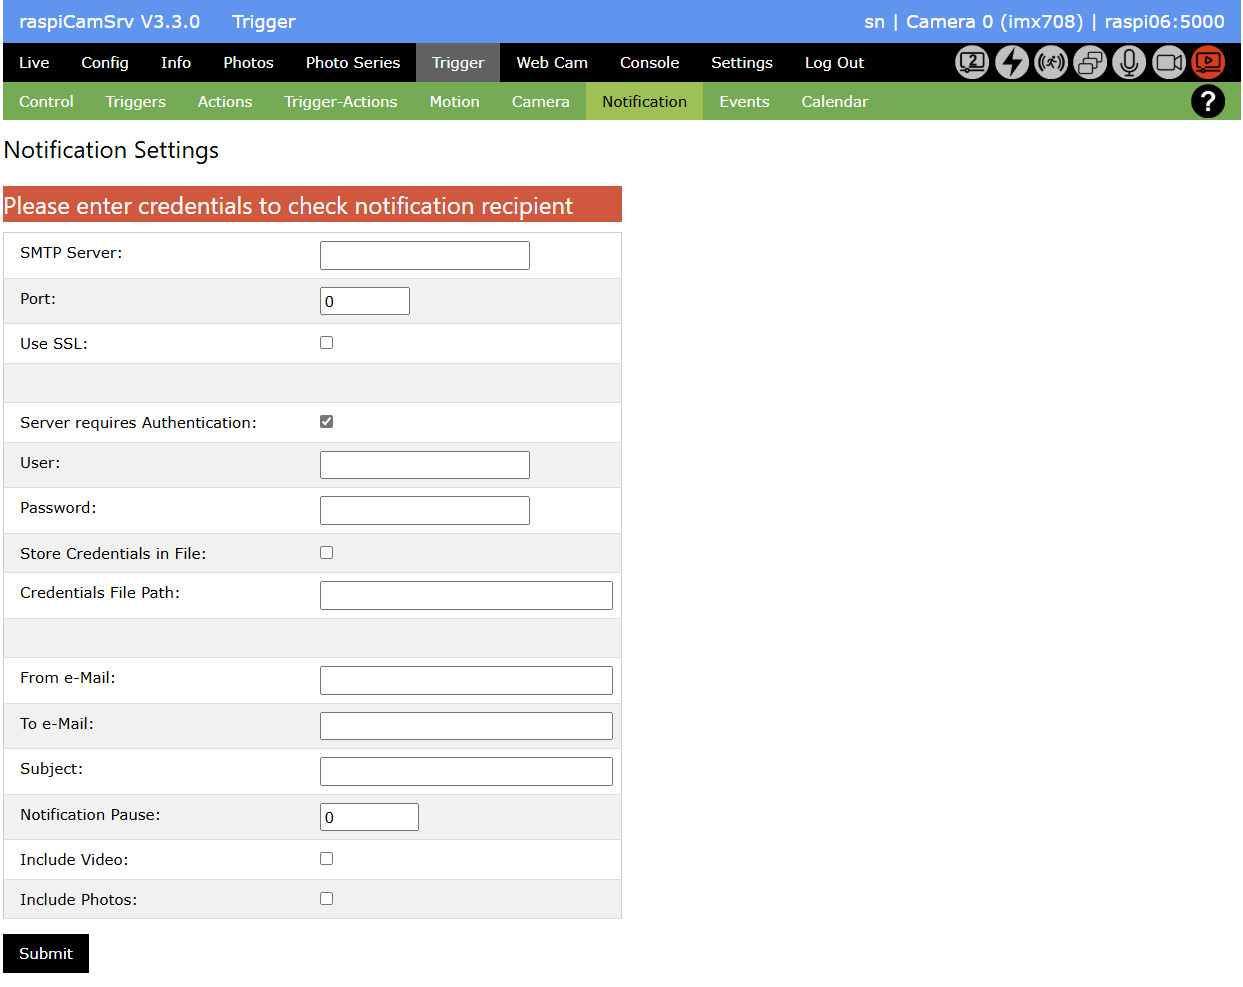 raspiCamSrv V3.3.0 Trigger sn | Camera 0 (imx708) | raspi06:5000
Live Config Info Photos Photo Series Trigger Web Cam Console Settings Log Out 2
Control Triggers Actions Trigger-Actions Motion Camera Notification Events Calendar ?
Notification Settings
Please enter credentials to check notification recipient
SMTP Server:
Port: 0
Use SSL:
Server requires Authentication:
User:
Password:
Store Credentials in File:
Credentials File Path:
From e-Mail:
To e-Mail:
Subject:
Notification Pause: 0
Include Video:
Include Photos:
Submit